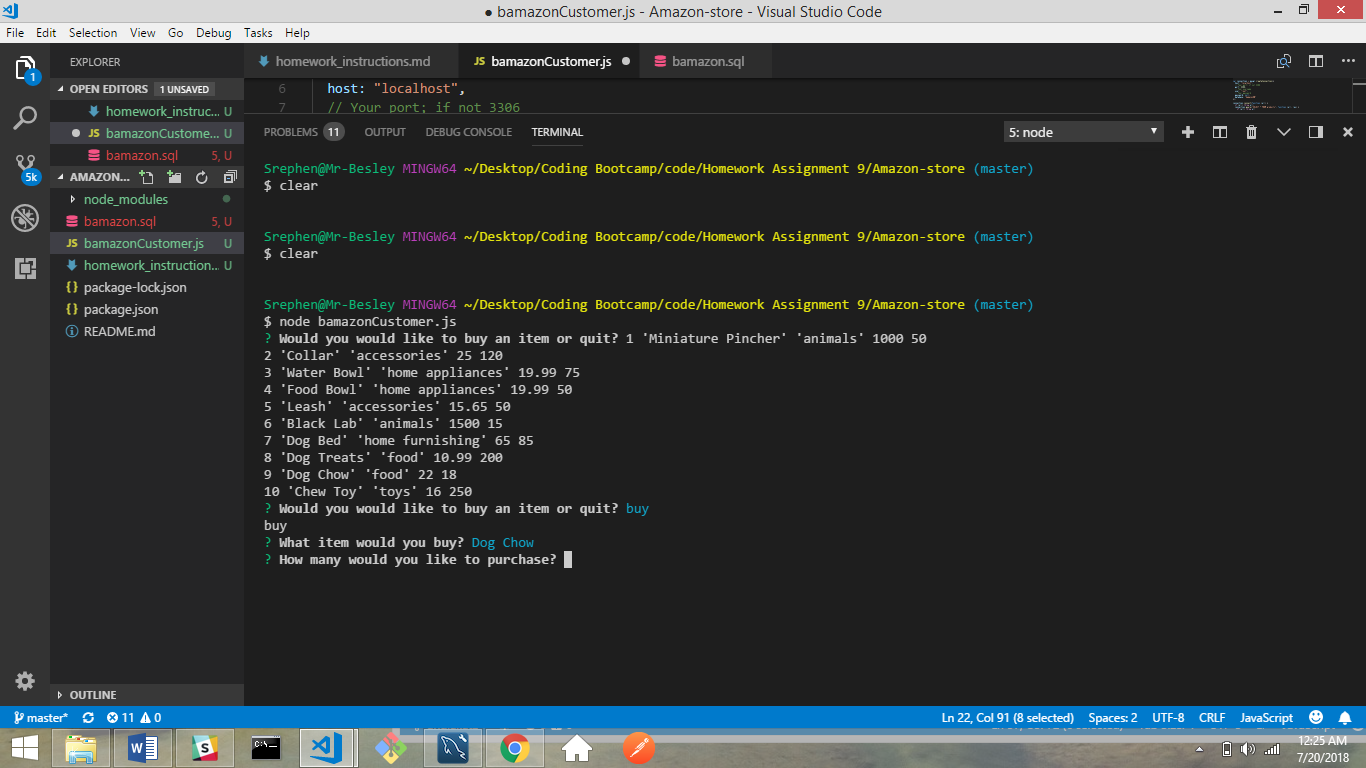 ● bamazonCustomer.js - Amazon-store - Visual Studio Code
File Edit Selection View Go Debug Tasks Help
EXPLORER
OPEN EDITORS 1 UNSAVED
homework_instruc... U
JS bamazonCustome... U
bamazon.sql 5, U
AMAZON...
node_modules
bamazon.sql 5, U
JS bamazonCustomer.js U
homework_instruction... U
{} package-lock.json
{} package.json
README.md
OUTLINE
1
5k
homework_instructions.md JS bamazonCustomer.js ● bamazon.sql
6 host: "localhost",
7 // Your port; if not 3306
PROBLEMS 11 OUTPUT DEBUG CONSOLE TERMINAL 5: node
Srephen@Mr-Besley MINGW64 ~/Desktop/Coding Bootcamp/code/Homework Assignment 9/Amazon-store (master)
$ clear
Srephen@Mr-Besley MINGW64 ~/Desktop/Coding Bootcamp/code/Homework Assignment 9/Amazon-store (master)
$ clear
Srephen@Mr-Besley MINGW64 ~/Desktop/Coding Bootcamp/code/Homework Assignment 9/Amazon-store (master)
$ node bamazonCustomer.js
? Would you would like to buy an item or quit? 1 'Miniature Pincher' 'animals' 1000 50
2 'Collar' 'accessories' 25 120
3 'Water Bowl' 'home appliances' 19.99 75
4 'Food Bowl' 'home appliances' 19.99 50
5 'Leash' 'accessories' 15.65 50
6 'Black Lab' 'animals' 1500 15
7 'Dog Bed' 'home furnishing' 65 85
8 'Dog Treats' 'food' 10.99 200
9 'Dog Chow' 'food' 22 18
10 'Chew Toy' 'toys' 16 250
? Would you would like to buy an item or quit? buy
buy
? What item would you buy? Dog Chow
? How many would you like to purchase?
master* 11 0 Ln 22, Col 91 (8 selected) Spaces: 2 UTF-8 CRLF JavaScript
12:25 AM
7/20/2018